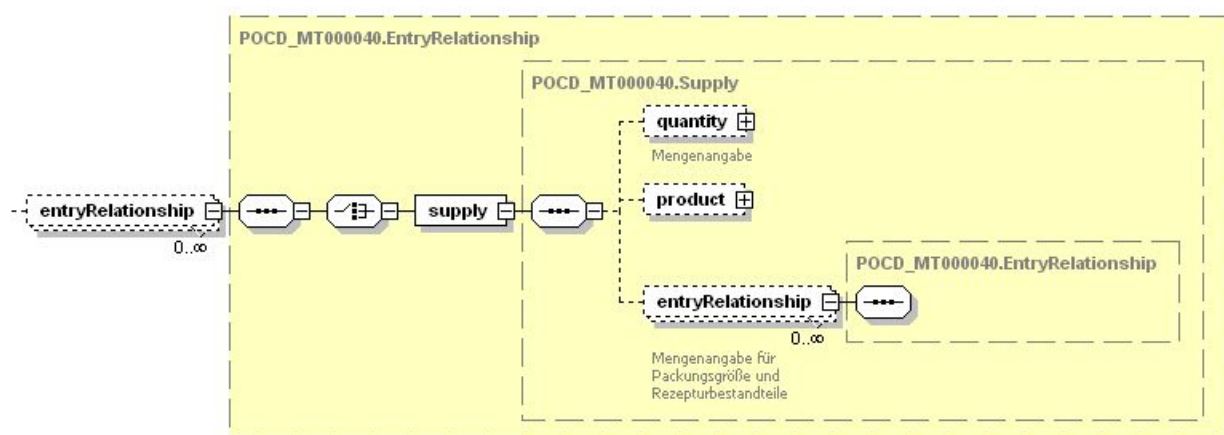 POCD_MT000040.EntryRelationship
POCD_MT000040.Supply
quantity
Mengenangabe
product
entryRelationship
0..∞
supply
POCD_MT000040.EntryRelationship
entryRelationship
0..∞
Mengenangabe für
Packungsgröße und
Rezepturbestandteile